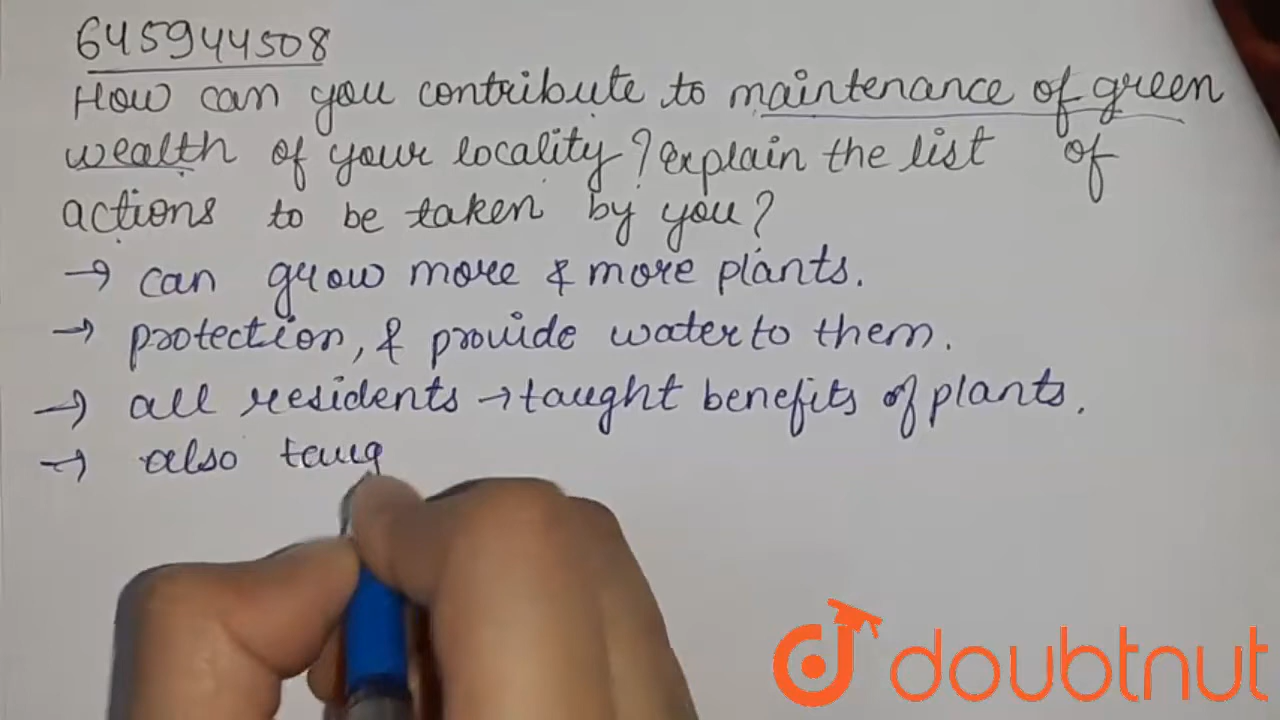 645944508
How can you contribute to maintenance of green
wealth of your locality? Explain the list of
actions to be taken by you?
→ can grow more & more plants.
→ protection, & provide water to them.
→ all residents → taught benefits of plants.
→ also taug
doubtnut